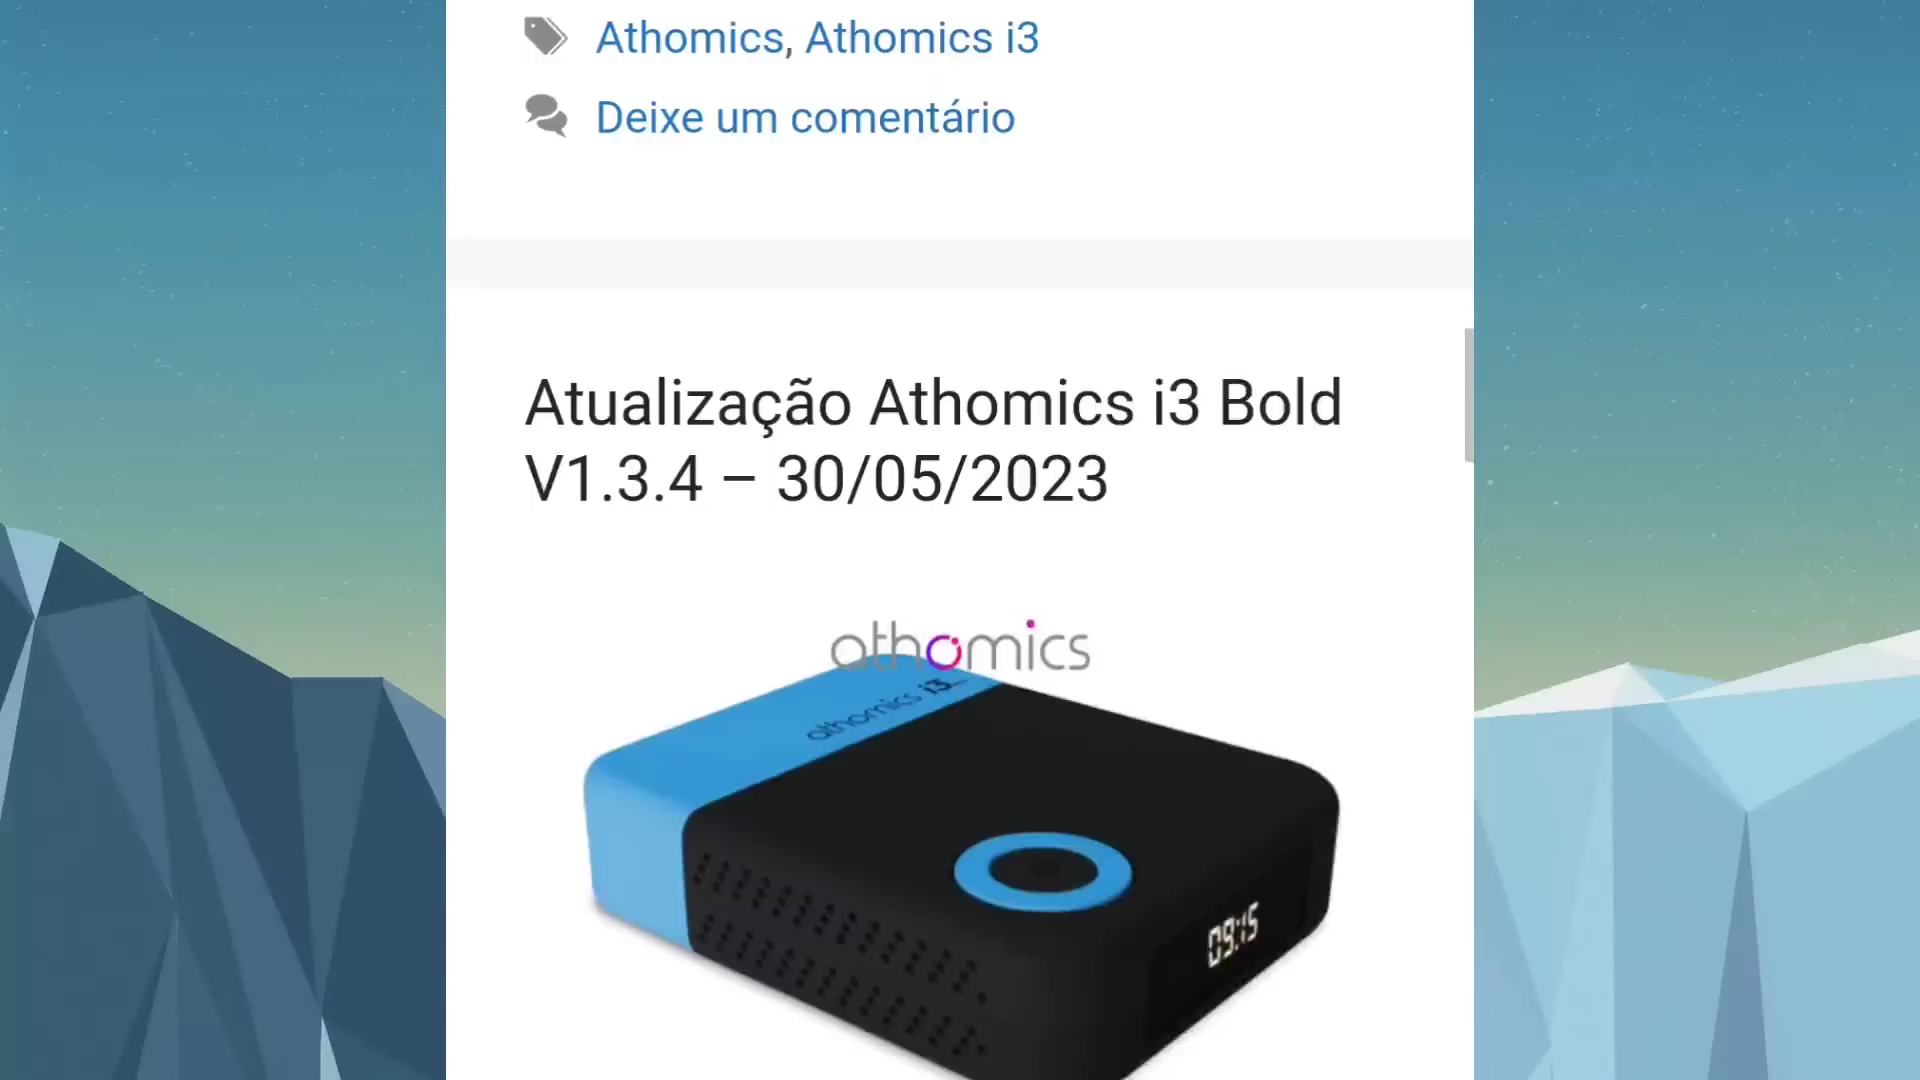 Athomics, Athomics i3
Deixe um comentário
Atualização Athomics i3 Bold
V1.3.4 – 30/05/2023
athomics
athomics i3
09:15